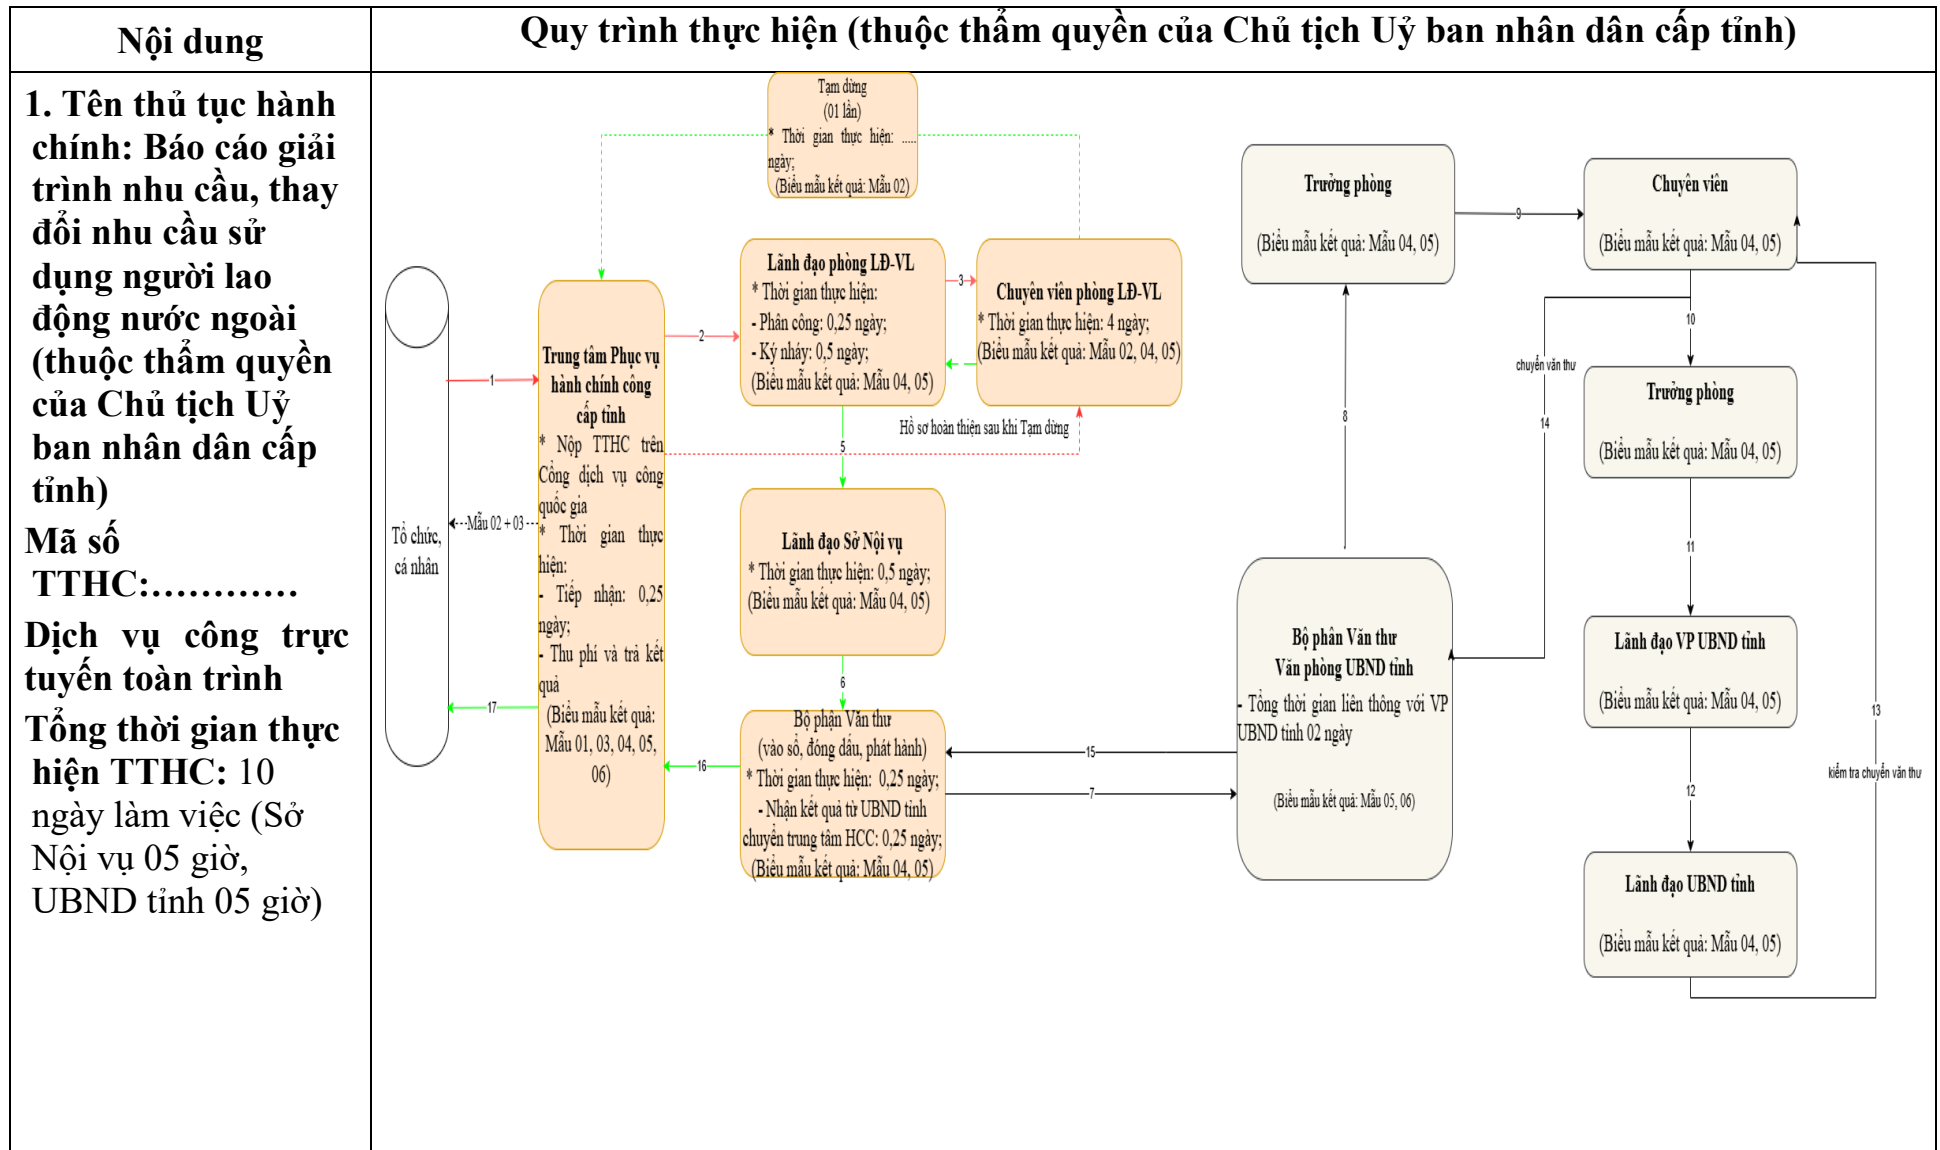 Nội dung
Quy trình thực hiện (thuộc thẩm quyền của Chủ tịch Uỷ ban nhân dân cấp tỉnh)
1. Tên thủ tục hành
chính: Báo cáo giải
trình nhu cầu, thay
đổi nhu cầu sử
dụng người lao
động nước ngoài
(thuộc thẩm quyền
của Chủ tịch Uỷ
ban nhân dân cấp
tỉnh)
Mã số
TTHC:…………
Dịch vụ công trực
tuyến toàn trình
Tổng thời gian thực
hiện TTHC: 10
ngày làm việc (Sở
Nội vụ 05 giờ,
UBND tỉnh 05 giờ)
Tổ chức,
cá nhân
1
Mẫu 02 + 03
17
Trung tâm Phục vụ
hành chính công
cấp tỉnh
* Nộp TTHC trên
Cổng dịch vụ công
quốc gia
* Thời gian thực
hiện:
- Tiếp nhận: 0,25
ngày;
- Thu phí và trả kết
quả
(Biểu mẫu kết quả:
Mẫu 01, 03, 04, 05,
06)
Tạm dừng
(01 lần)
* Thời gian thực hiện: .....
ngày;
(Biểu mẫu kết quả: Mẫu 02)
2
Lãnh đạo phòng LĐ-VL
* Thời gian thực hiện:
- Phân công: 0,25 ngày;
- Ký nháy: 0,5 ngày;
(Biểu mẫu kết quả: Mẫu 04, 05)
3
Chuyên viên phòng LĐ-VL
* Thời gian thực hiện: 4 ngày;
(Biểu mẫu kết quả: Mẫu 02, 04, 05)
Hồ sơ hoàn thiện sau khi Tạm dừng
5
Lãnh đạo Sở Nội vụ
* Thời gian thực hiện: 0,5 ngày;
(Biểu mẫu kết quả: Mẫu 04, 05)
6
Bộ phận Văn thư
(vào sổ, đóng dấu, phát hành)
* Thời gian thực hiện: 0,25 ngày;
- Nhận kết quả từ UBND tỉnh
chuyển trung tâm HCC: 0,25 ngày;
(Biểu mẫu kết quả: Mẫu 04, 05)
16
15
7
Bộ phân Văn thư
Văn phòng UBND tỉnh
- Tổng thời gian liên thông với VP
UBND tỉnh 02 ngày
(Biểu mẫu kết quả: Mẫu 05, 06)
8
Trưởng phòng
(Biểu mẫu kết quả: Mẫu 04, 05)
9
Chuyên viên
(Biểu mẫu kết quả: Mẫu 04, 05)
10
chuyển văn thư
14
Trưởng phòng
(Biểu mẫu kết quả: Mẫu 04, 05)
11
Lãnh đạo VP UBND tỉnh
(Biểu mẫu kết quả: Mẫu 04, 05)
12
Lãnh đạo UBND tỉnh
(Biểu mẫu kết quả: Mẫu 04, 05)
13
kiểm tra chuyển văn thư